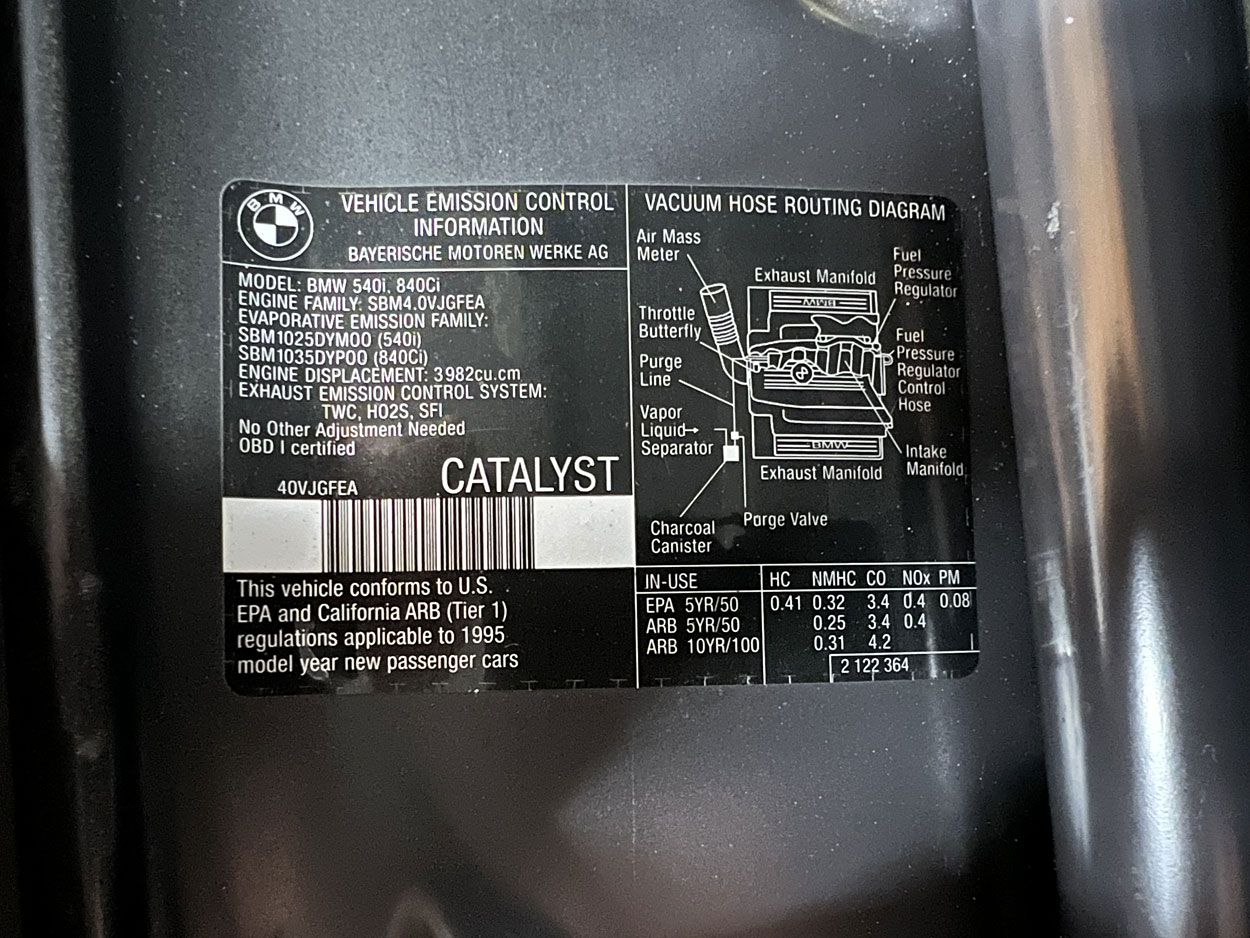 BMW
VEHICLE EMISSION CONTROL
INFORMATION
BAYERISCHE MOTOREN WERKE AG
MODEL: BMW 540i, 840Ci
ENGINE FAMILY: SBM4.0VJGFEA
EVAPORATIVE EMISSION FAMILY:
SBM1025DYM00 (540i)
SBM1035DYP00 (840Ci)
ENGINE DISPLACEMENT: 3982cu.cm
EXHAUST EMISSION CONTROL SYSTEM:
TWC, HO2S, SFI
No Other Adjustment Needed
OBD I certified
40VJGFEA
CATALYST
This vehicle conforms to U.S.
EPA and California ARB (Tier 1)
regulations applicable to 1995
model year new passenger cars
VACUUM HOSE ROUTING DIAGRAM
Air Mass
Meter
Exhaust Manifold
Fuel
Pressure
Regulator
BMW
Throttle
Butterfly
Fuel
Pressure
Regulator
Control
Hose
Purge
Line
Vapor
Liquid
Separator
BMW
Intake
Manifold
Exhaust Manifold
Purge Valve
Charcoal
Canister
IN-USE HC NMHC CO NOx PM
EPA 5YR/50 0.41 0.32 3.4 0.4 0.08
ARB 5YR/50 0.25 3.4 0.4
ARB 10YR/100 0.31 4.2
2 122 364